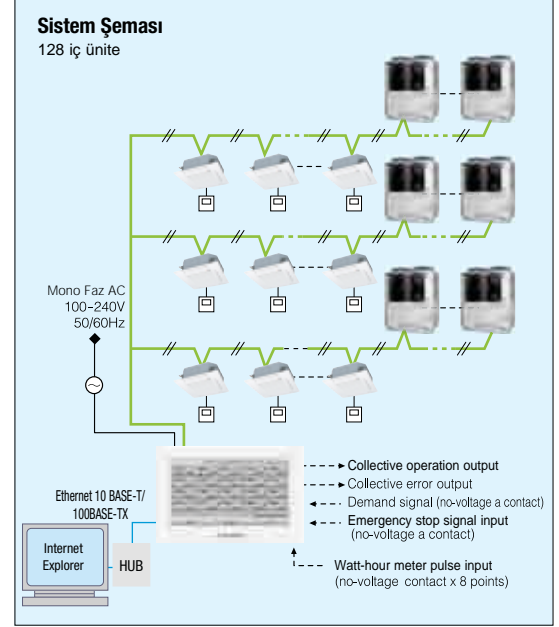 Sistem Şeması
128 iç ünite
Mono Faz AC
100-240V
50/60Hz
Ethernet 10 BASE-T/
100BASE-TX
Internet
Explorer
HUB
Collective operation output
Collective error output
Demand signal (no-voltage a contact)
Emergency stop signal input
(no-voltage a contact)
Watt-hour meter pulse input
(no-voltage contact x 8 points)